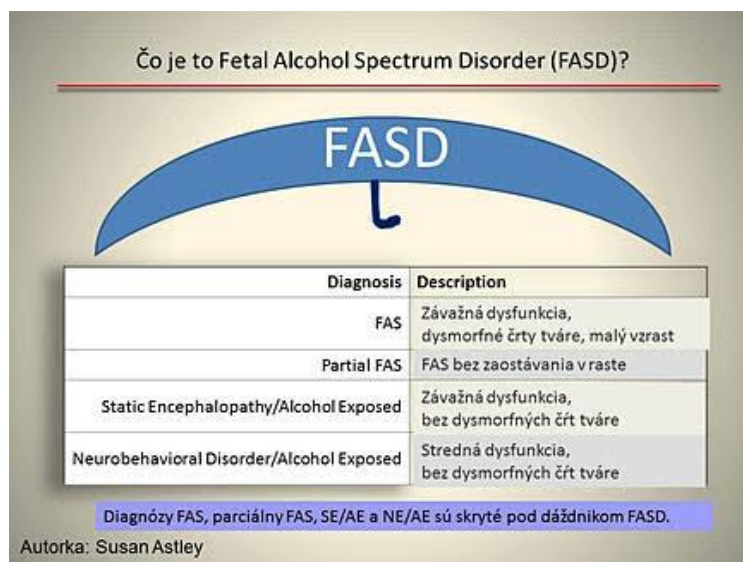 Čo je to Fetal Alcohol Spectrum Disorder (FASD)?
FASD
Diagnosis Description
FAS Závažná dysfunkcia,
dysmorfné črty tváre, malý vzrast
Partial FAS FAS bez zaostávania v raste
Static Encephalopathy/Alcohol Exposed Závažná dysfunkcia,
bez dysmorfných čŕt tváre
Neurobehavioral Disorder/Alcohol Exposed Stredná dysfunkcia,
bez dysmorfných čŕt tváre
Diagnózy FAS, parciálny FAS, SE/AE a NE/AE sú skryté pod dáždnikom FASD.
Autorka: Susan Astley